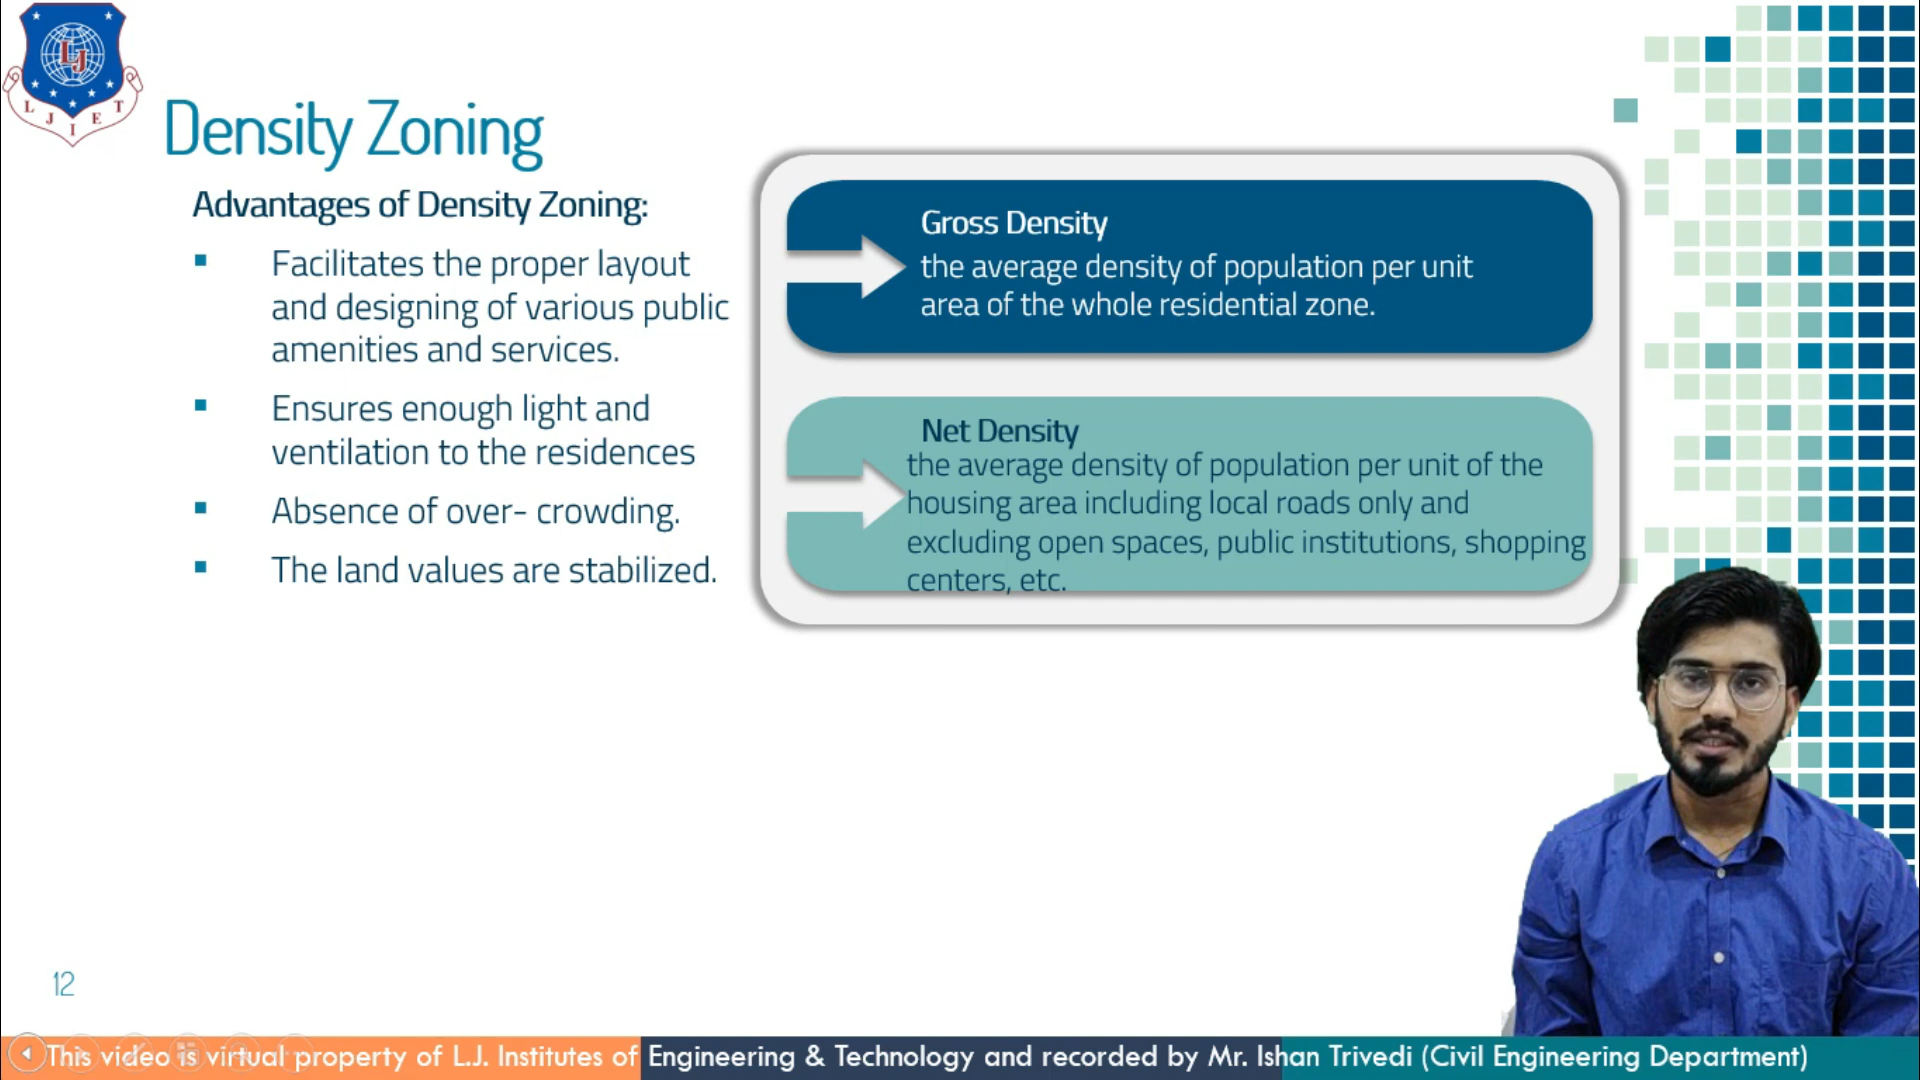 L J I E T
LJ
Density Zoning
Advantages of Density Zoning:
Facilitates the proper layout
and designing of various public
amenities and services.
Ensures enough light and
ventilation to the residences
Absence of over- crowding.
The land values are stabilized.
Gross Density
the average density of population per unit
area of the whole residential zone.
Net Density
the average density of population per unit of the
housing area including local roads only and
excluding open spaces, public institutions, shopping
centers, etc.
12
This video is virtual property of L.J. Institutes of Engineering & Technology and recorded by Mr. Ishan Trivedi (Civil Engineering Department)